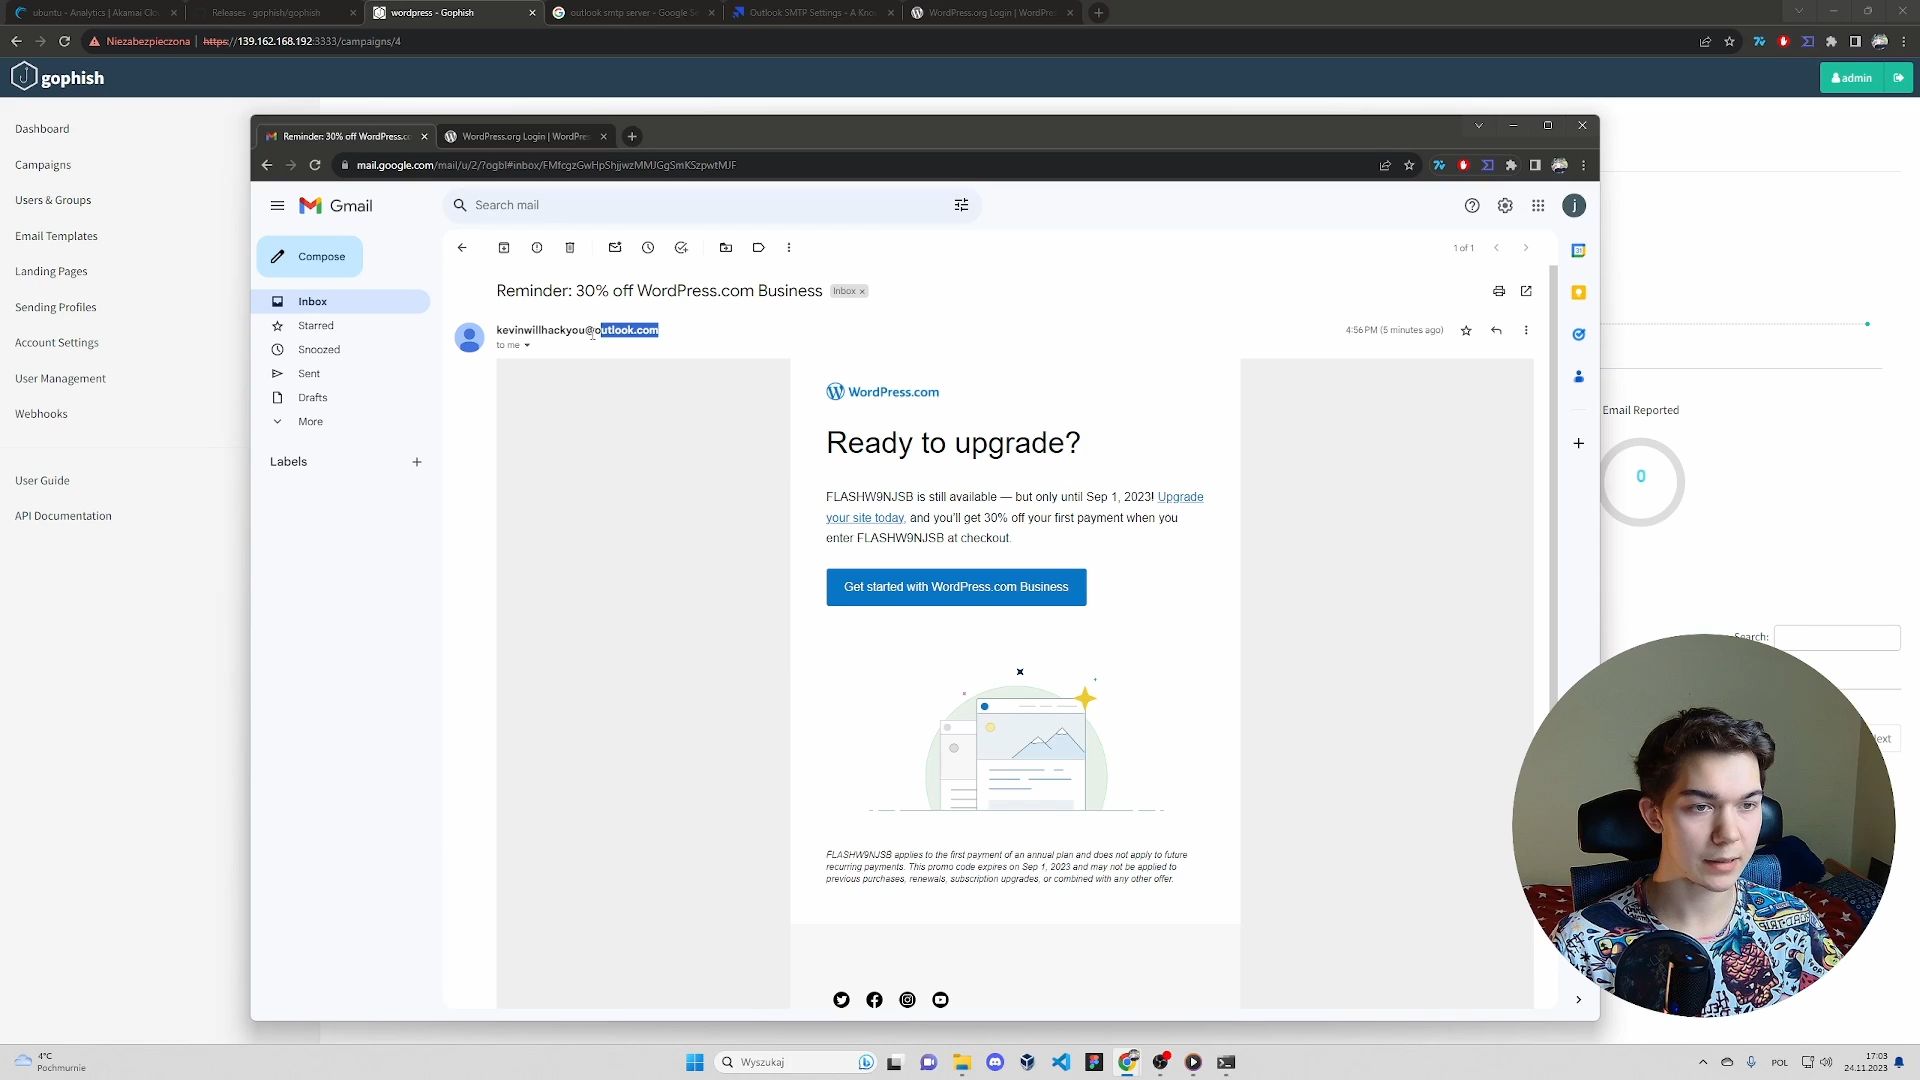 ubuntu - Analytics | Akamai Clo
Releases · gophish/gophish
wordpress - Gophish
outlook smtp server - Google Se
Outlook SMTP Settings - A Kno
WordPress.org Login | WordPres
Niezabezpieczona
https://139.162.168.192:3333/campaigns/4
gophish
admin
Dashboard
Campaigns
Users & Groups
Email Templates
Landing Pages
Sending Profiles
Account Settings
User Management
Webhooks
User Guide
API Documentation
Reminder: 30% off WordPress.co
WordPress.org Login | WordPres
mail.google.com/mail/u/2/?ogbl#inbox/FMfcgzGwHpShjjwzMMJGgSmKSzpwtMJF
Gmail
Search mail
j
Compose
Inbox
Starred
Snoozed
Sent
Drafts
More
Labels
1 of 1
Reminder: 30% off WordPress.com Business
Inbox x
kevinwillhackyou@outlook.com
to me
4:56 PM (5 minutes ago)
WordPress.com
Ready to upgrade?
FLASHW9NJSB is still available — but only until Sep 1, 2023! Upgrade
your site today, and you'll get 30% off your first payment when you
enter FLASHW9NJSB at checkout.
Get started with WordPress.com Business
FLASHW9NJSB applies to the first payment of an annual plan and does not apply to future
recurring payments. This promo code expires on Sep 1, 2023 and may not be applied to
previous purchases, renewals, subscription upgrades, or combined with any other offer.
31
Email Reported
0
Search:
4°C
Pochmurnie
Wyszukaj
POL
17:03
24.11.2023